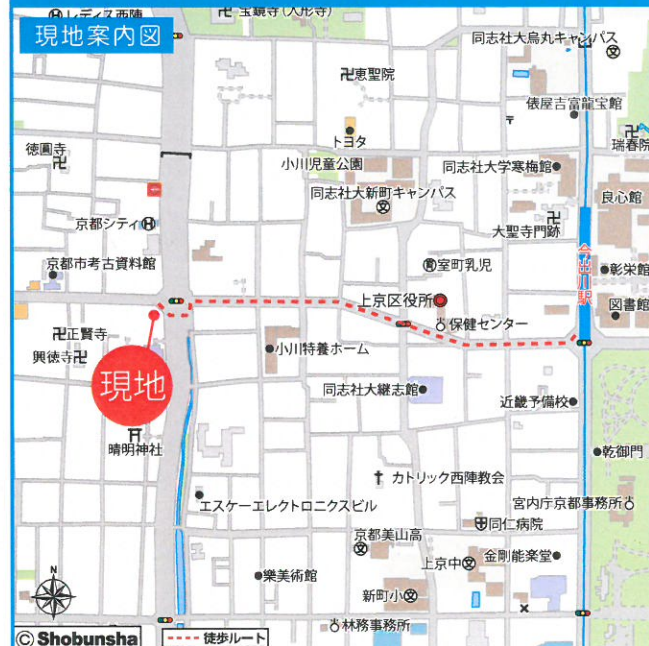 レディス西陣
宝鏡寺(人形寺)
現地案内図
同志社大烏丸キャンパス
恵聖院
俵屋吉富龍宝館
トヨタ
瑞春院
徳圓寺
小川児童公園
同志社大学寒梅館
同志社大新町キャンパス
良心館
京都シティ
大聖寺門跡
室町乳児
京都市考古資料館
今出川駅
彰栄館
上京区役所
図書館
保健センター
正賢寺
興徳寺
小川特養ホーム
現地
同志社大継志館
近畿予備校
晴明神社
乾御門
カトリック西陣教会
エスケーエレクトロニクスビル
宮内庁京都事務所
同仁病院
京都美山高
金剛能楽堂
上京中
樂美術館
新町小
N
林務事務所
© Shobunsha
徒歩ルート